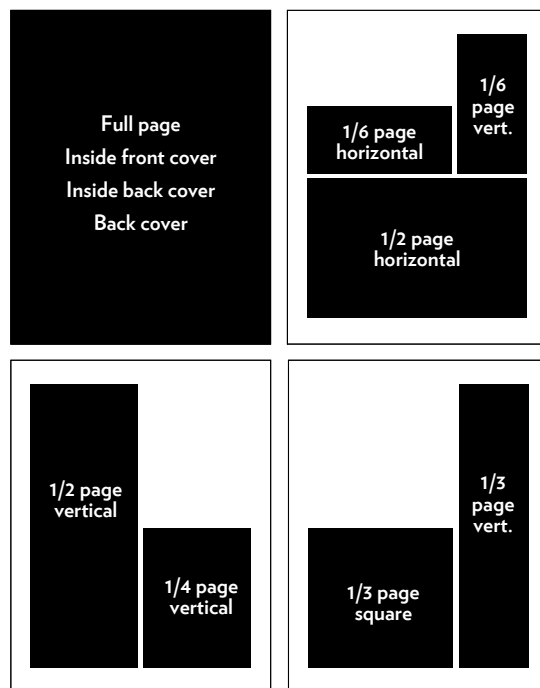 Full page
Inside front cover
Inside back cover
Back cover
1/6
page
vert.
1/6 page
horizontal
1/2 page
horizontal
1/2 page
vertical
1/4 page
vertical
1/3
page
vert.
1/3 page
square